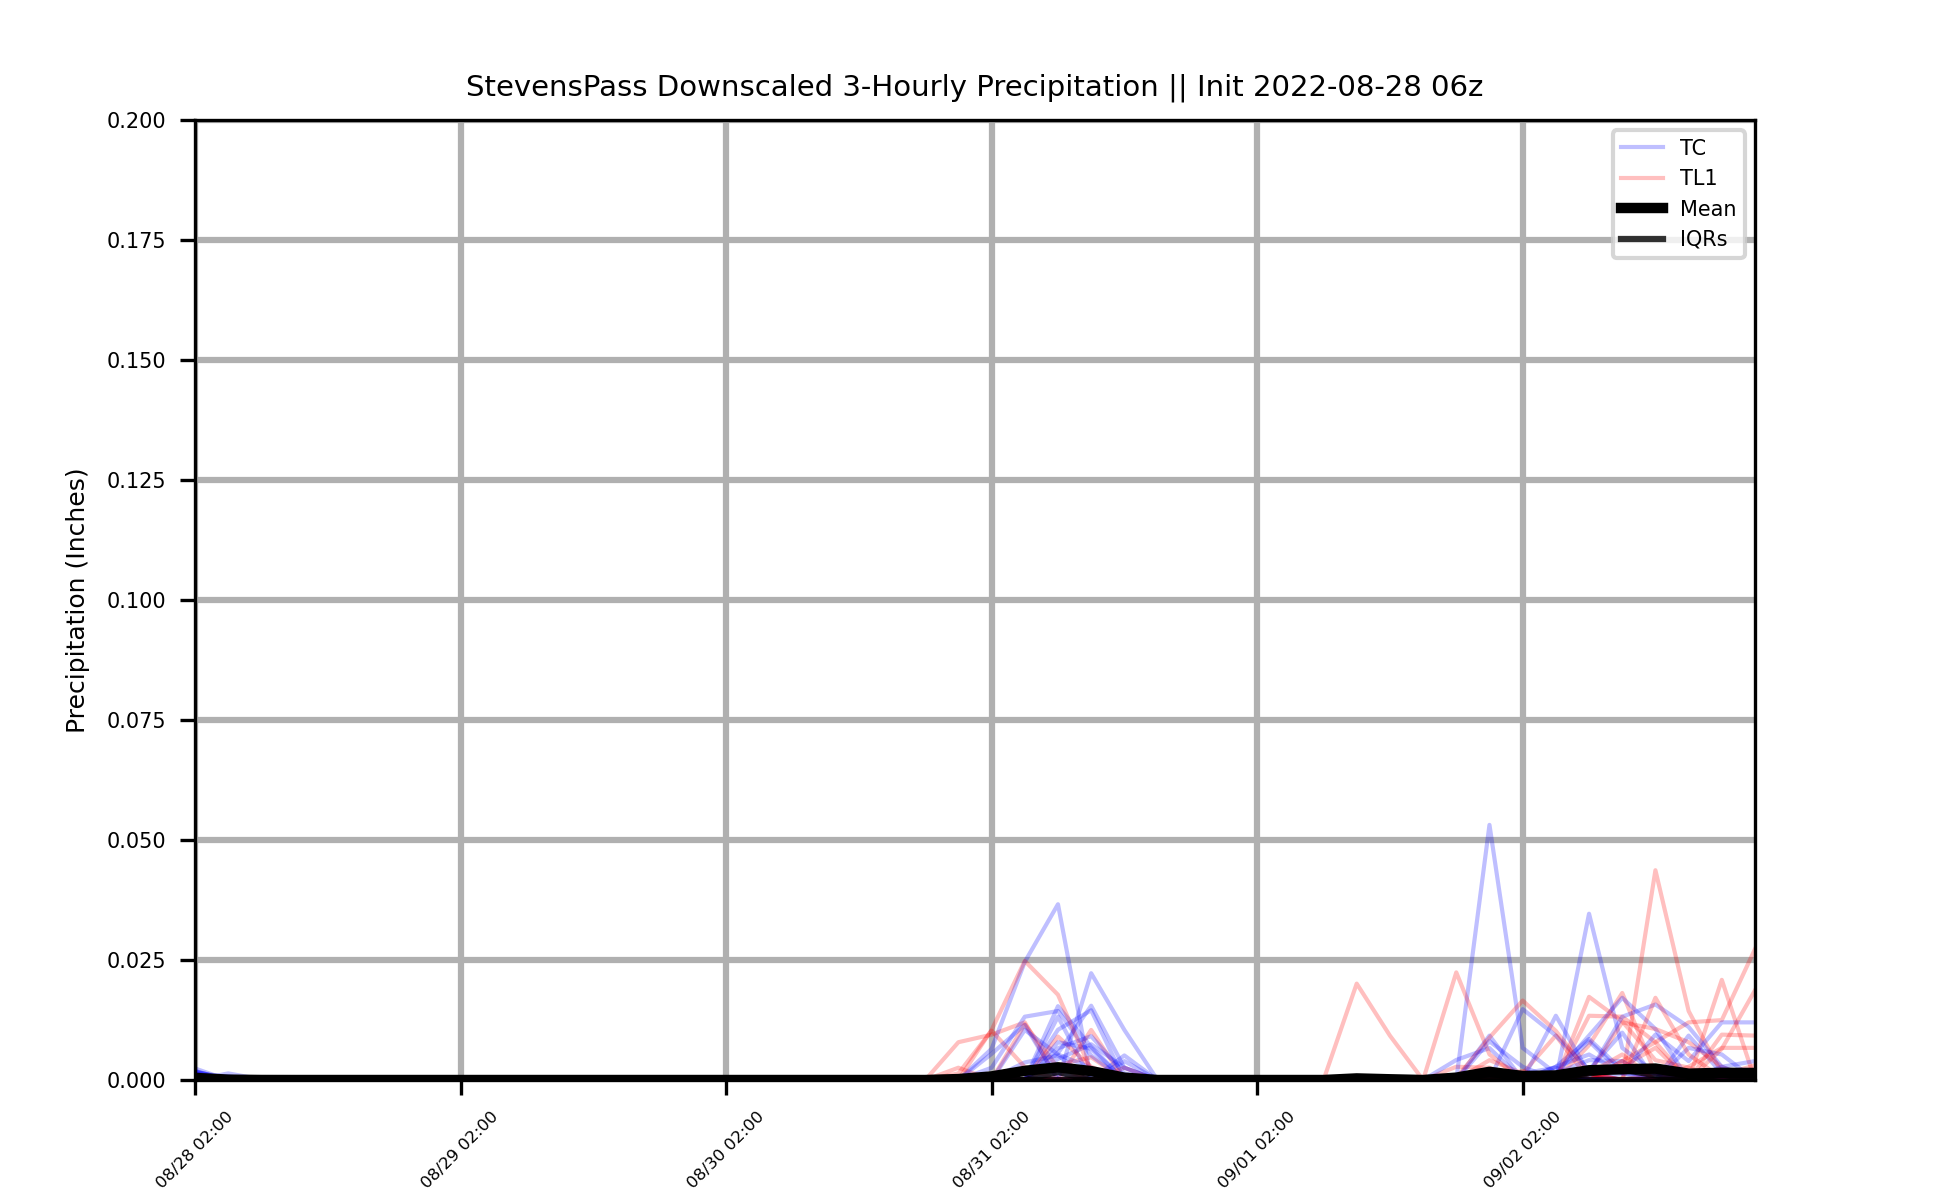 StevensPass Downscaled 3-Hourly Precipitation || Init 2022-08-28 06z
Precipitation (Inches)
0.200
0.175
0.150
0.125
0.100
0.075
0.050
0.025
0.000
TC
TL1
Mean
IQRs
08/28 02:00
08/29 02:00
08/30 02:00
08/31 02:00
09/01 02:00
09/02 02:00